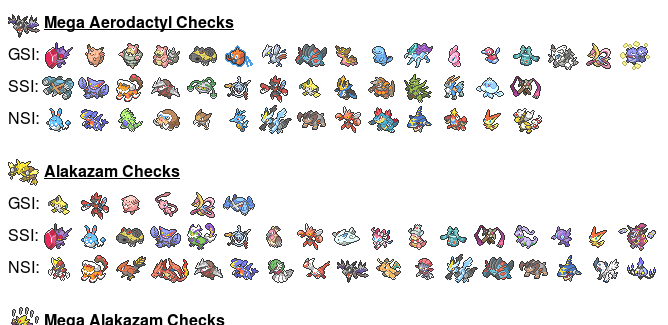 Mega Aerodactyl Checks
GSI:
SSI:
NSI:
Alakazam Checks
GSI:
SSI:
NSI:
Mega Alakazam Checks